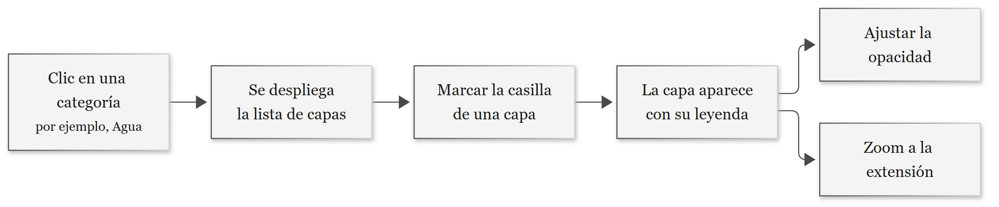 Clic en una
categoría
por ejemplo, Agua
Se despliega
la lista de capas
Marcar la casilla
de una capa
La capa aparece
con su leyenda
Ajustar la
opacidad
Zoom a la
extensión